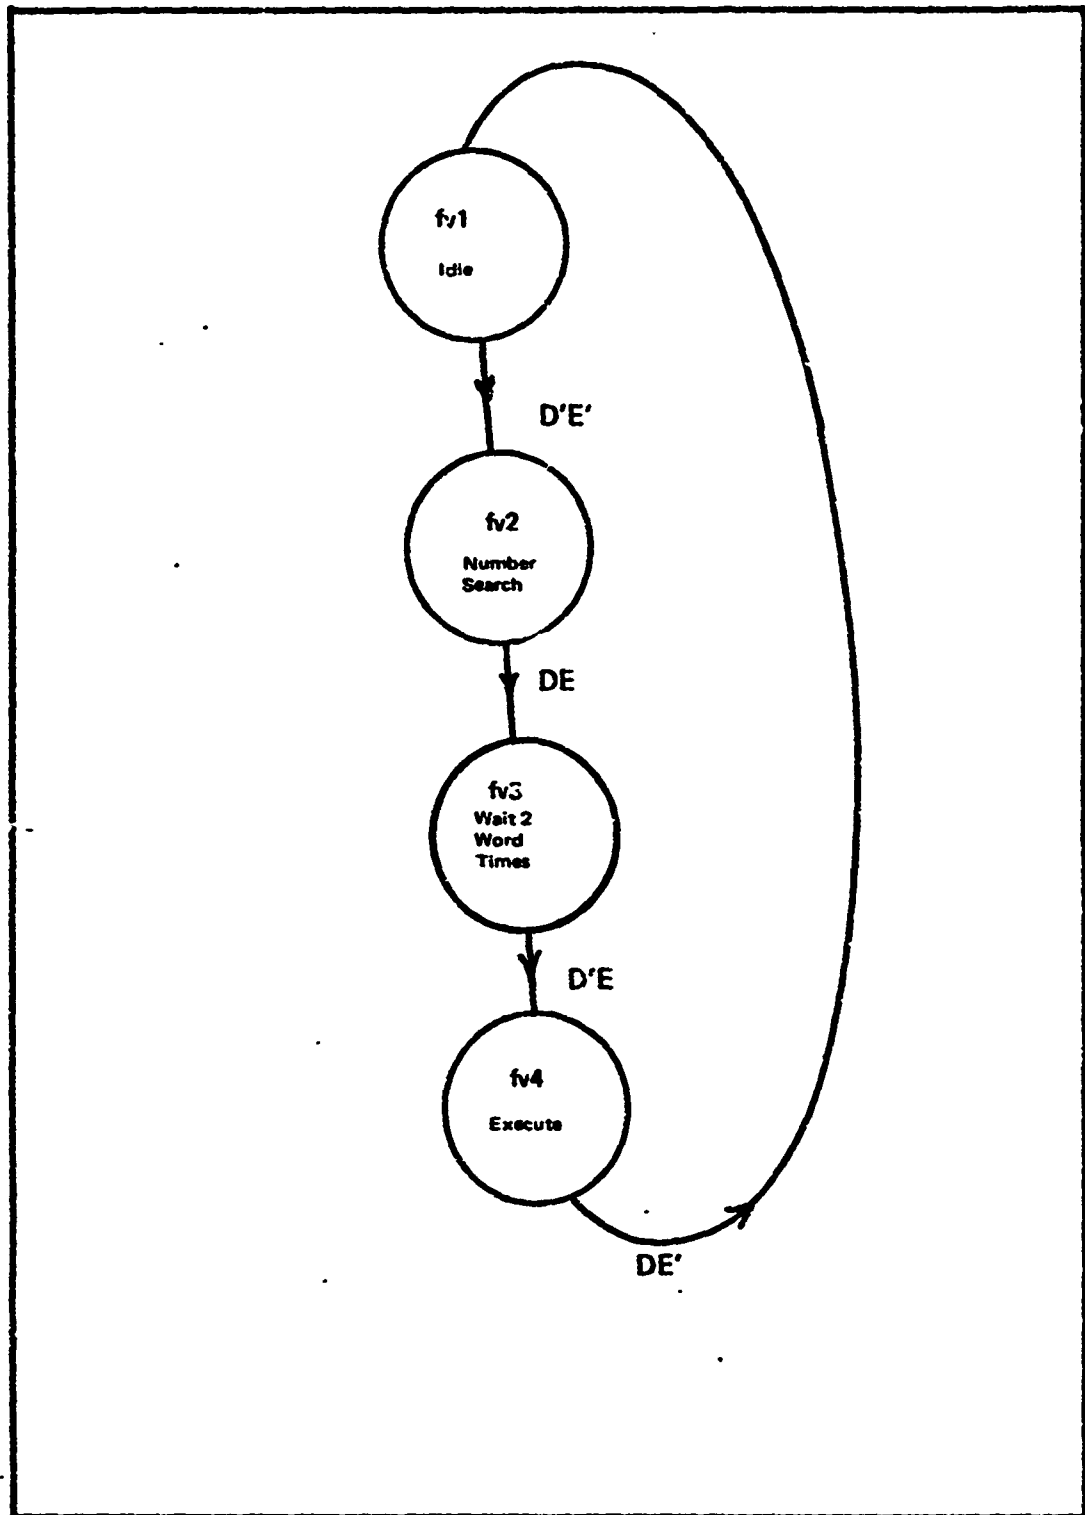 fv1
Idle
D'E'
fv2
Number
Search
DE
fv3
Wait 2
Word
Times
D'E
fv4
Execute
DE'